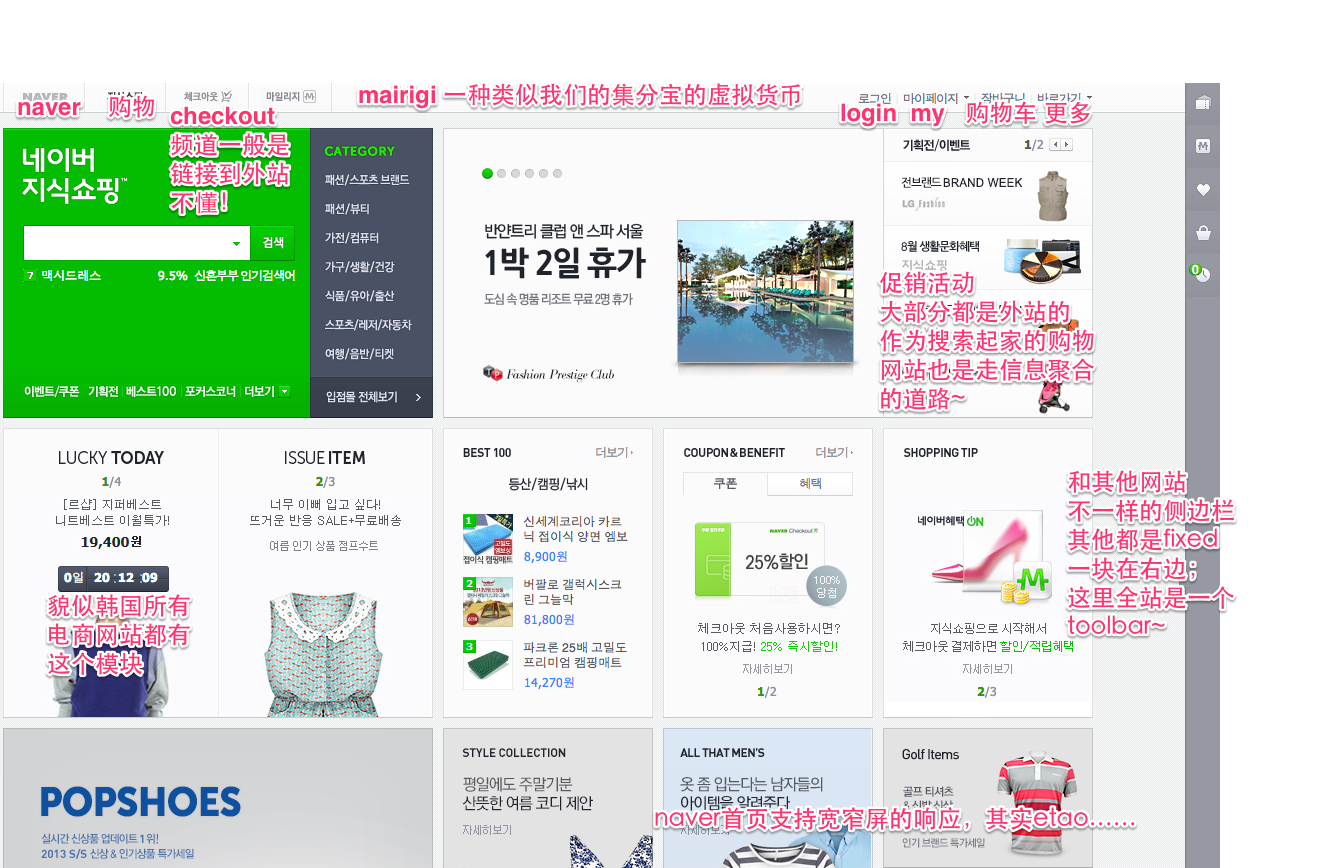 NAVER
naver
购物
체크아웃
checkout
频道一般是
链接到外站
不懂！
마일리지
mairigi 一种类似我们的集分宝的虚拟货币
로그인 마이페이지 장바구니 바로가기
login my 购物车 更多
네이버
지식쇼핑™
검색
7 맥시드레스
9.5% 신혼부부 인기검색어
이벤트/쿠폰 기획전 베스트100 포커스코너 더보기
CATEGORY
패션/스포츠 브랜드
패션/뷰티
가전/컴퓨터
가구/생활/건강
식품/유아/출산
스포츠/레저/자동차
여행/음반/티켓
입점몰 전체보기
반얀트리 클럽 앤 스파 서울
1박 2일 휴가
도심 속 명품 리조트 무료 2명 휴가
Fashion Prestige Club
기획전/이벤트
1/2
전브랜드 BRAND WEEK
LG fashion
8월 생활문화혜택
지식쇼핑
促销活动
大部分都是外站的
作为搜索起家的购物
网站也是走信息聚合
的道路~
0
LUCKY TODAY
1/4
[르샵] 지퍼베스트
니트베스트 이월특가!
19,400원
0일 20 : 12 : 09
貌似韩国所有
电商网站都有
这个模块
ISSUE ITEM
2/3
너무 이뻐 입고 싶다!
뜨거운 반응 SALE+무료배송
여름 인기 상품 점프수트
BEST 100
더보기
등산/캠핑/낚시
1
신세계코리아 카르
닉 접이식 양면 엠보
8,900원
접이식 캠핑매트
2
버팔로 갤럭시스크
린 그늘막
81,800원
3
파크론 25배 고밀도
프리미엄 캠핑매트
14,270원
COUPON & BENEFIT
더보기
쿠폰
혜택
NAVER Checkout
25%할인
100%
당첨
체크아웃 처음사용하시면?
100%지급! 25% 즉시할인!
자세히보기
1/2
SHOPPING TIP
네이버혜택 ON
M
지식쇼핑으로 시작해서
체크아웃 결제하면 할인/적립혜택
자세히보기
2/3
和其他网站
不一样的侧边栏
其他都是fixed
一块在右边；
这里全站是一个
toolbar~
POPSHOES
실시간 신상품 업데이트 1위!
2013 S/S 신상 & 인기상품 특가세일
STYLE COLLECTION
평일에도 주말기분
산뜻한 여름 코디 제안
자세히보기
ALL THAT MEN'S
옷 좀 입는다는 남자들의
아이템을 알려주다
자세히보기
Golf Items
골프 티셔츠
& 신발 신상
인기 브랜드 특가세일
naver首页支持宽窄屏的响应，其实etao……